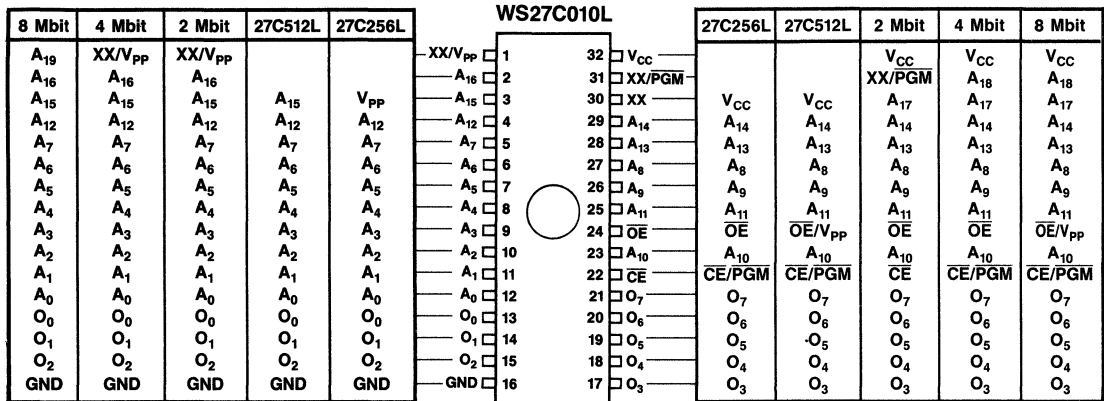 WS27C010L
8 Mbit 4 Mbit 2 Mbit 27C512L 27C256L 27C256L 27C512L 2 Mbit 4 Mbit 8 Mbit
A19 XX/VPP XX/VPP XX/VPP 1 32 VCC VCC VCC VCC
A16 A16 A16 A16 2 31 XX/PGM XX/PGM A18 A18
A15 A15 A15 A15 VPP A15 3 30 XX VCC VCC A17 A17 A17
A12 A12 A12 A12 A12 A12 4 29 A14 A14 A14 A14 A14 A14
A7 A7 A7 A7 A7 A7 5 28 A13 A13 A13 A13 A13 A13
A6 A6 A6 A6 A6 A6 6 27 A8 A8 A8 A8 A8 A8
A5 A5 A5 A5 A5 A5 7 26 A9 A9 A9 A9 A9 A9
A4 A4 A4 A4 A4 A4 8 25 A11 A11 A11 A11 A11 A11
A3 A3 A3 A3 A3 A3 9 24 OE OE OE/VPP OE OE OE/VPP
A2 A2 A2 A2 A2 A2 10 23 A10 A10 A10 A10 A10 A10
A1 A1 A1 A1 A1 A1 11 22 CE CE/PGM CE/PGM CE CE/PGM CE/PGM
A0 A0 A0 A0 A0 A0 12 21 O7 O7 O7 O7 O7 O7
O0 O0 O0 O0 O0 O0 13 20 O6 O6 O6 O6 O6 O6
O1 O1 O1 O1 O1 O1 14 19 O5 O5 O5 O5 O5 O5
O2 O2 O2 O2 O2 O2 15 18 O4 O4 O4 O4 O4 O4
GND GND GND GND GND GND 16 17 O3 O3 O3 O3 O3 O3